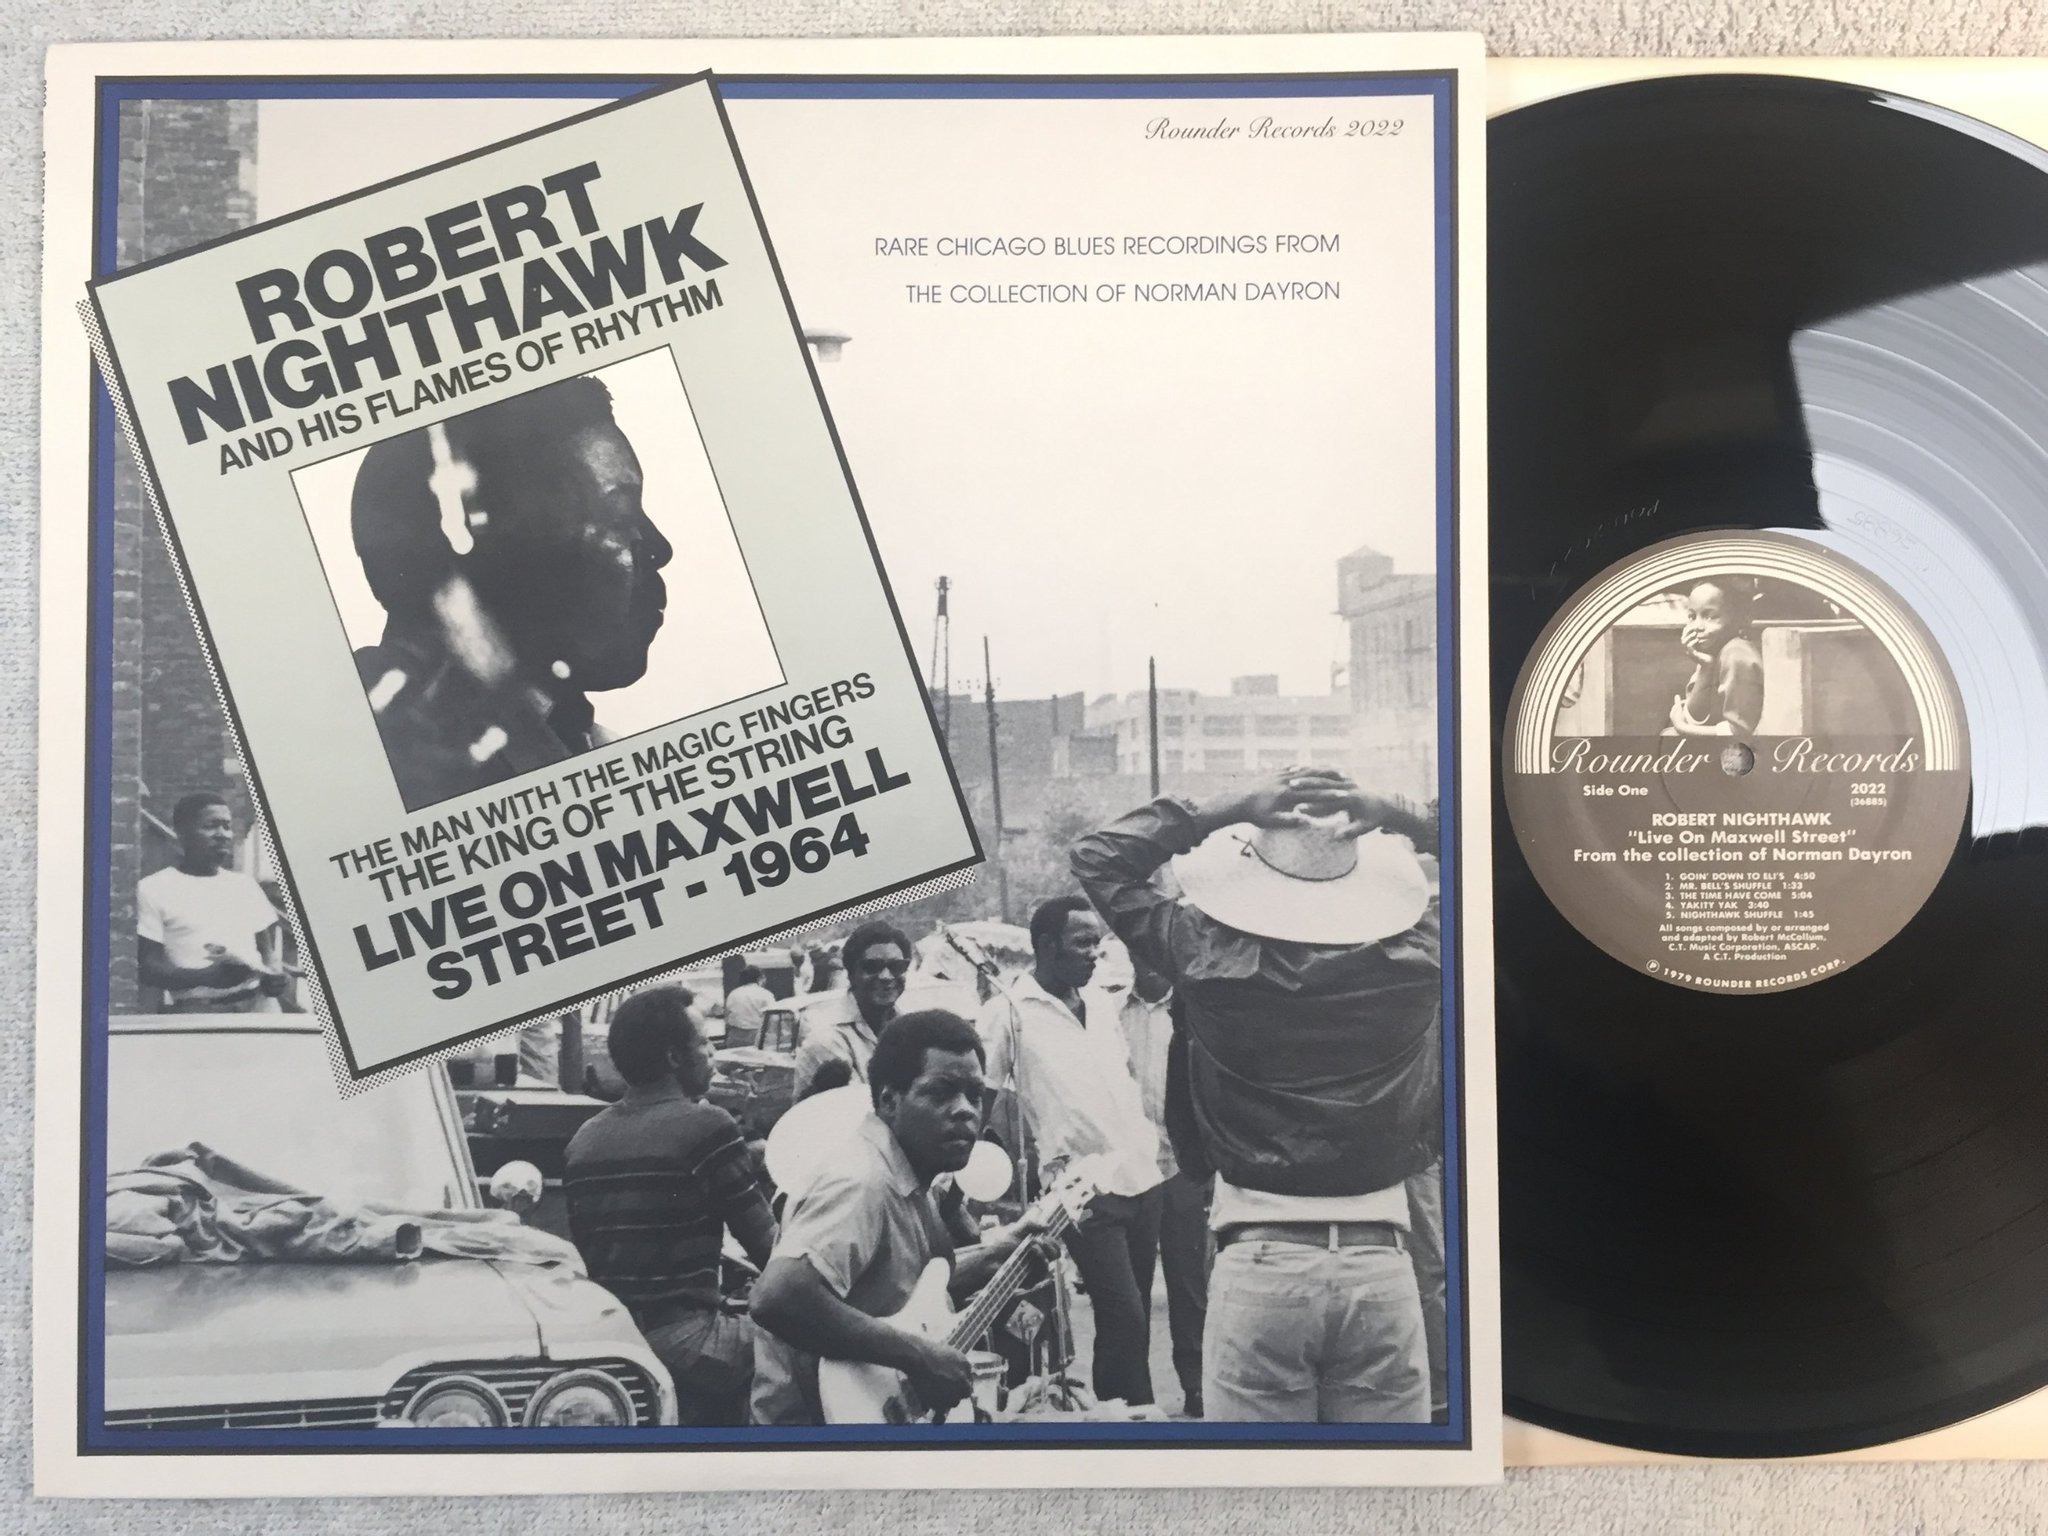 Rounder Records 2022
ROBERT
NIGHTHAWK
AND HIS FLAMES OF RHYTHM
THE MAN WITH THE MAGIC FINGERS
THE KING OF THE STRING
LIVE ON MAXWELL
STREET - 1964
RARE CHICAGO BLUES RECORDINGS FROM
THE COLLECTION OF NORMAN DAYRON
Rounder Records
Side One
2022
(36885)
ROBERT NIGHTHAWK
"Live On Maxwell Street"
From the collection of Norman Dayron
1. GOIN' DOWN TO ELI'S 4:50
2. MR. BELL'S SHUFFLE 1:33
3. THE TIME HAVE COME 5:04
4. YAKITY YAK 3:40
5. NIGHTHAWK SHUFFLE 1:45
All songs composed by or arranged
and adapted by Robert McCollum,
C.T. Music Corporation, ASCAP.
A C.T. Production
℗ 1979 ROUNDER RECORDS CORP.